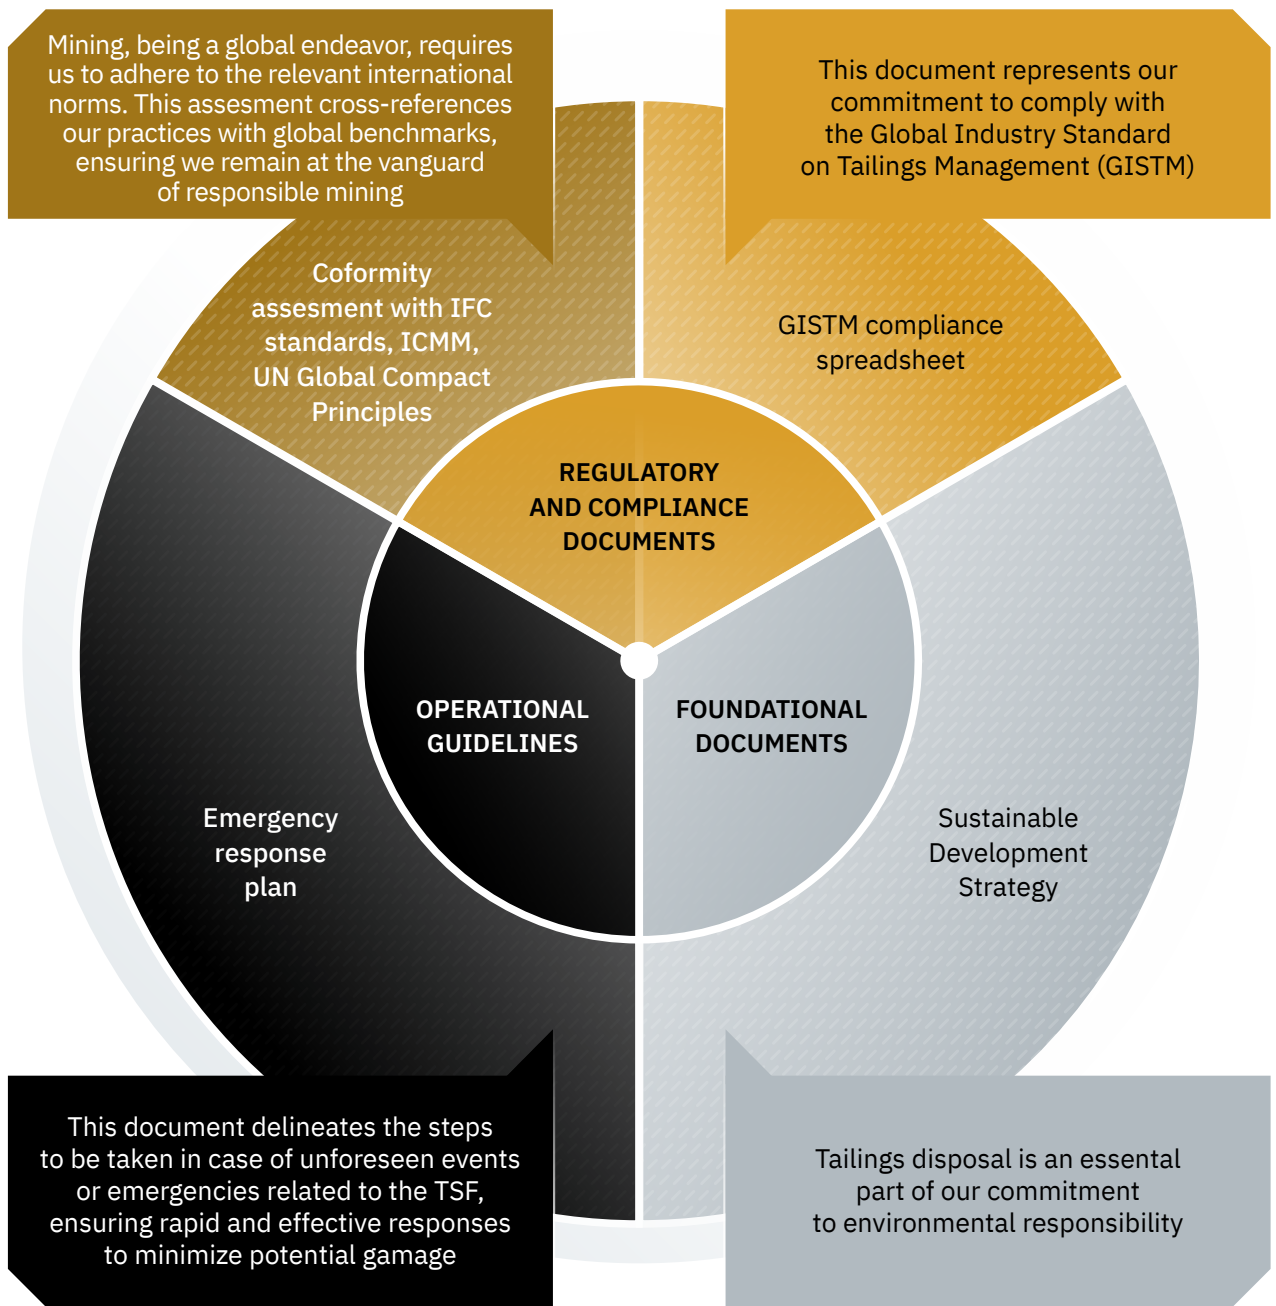 Mining, being a global endeavor, requires
us to adhere to the relevant international
norms. This assesment cross-references
our practices with global benchmarks,
ensuring we remain at the vanguard
of responsible mining
This document represents our
commitment to comply with
the Global Industry Standard
on Tailings Management (GISTM)
Coformity
assesment with IFC
standards, ICMM,
UN Global Compact
Principles
GISTM compliance
spreadsheet
REGULATORY
AND COMPLIANCE
DOCUMENTS
OPERATIONAL
GUIDELINES
FOUNDATIONAL
DOCUMENTS
Emergency
response
plan
Sustainable
Development
Strategy
This document delineates the steps
to be taken in case of unforeseen events
or emergencies related to the TSF,
ensuring rapid and effective responses
to minimize potential gamage
Tailings disposal is an essental
part of our commitment
to environmental responsibility